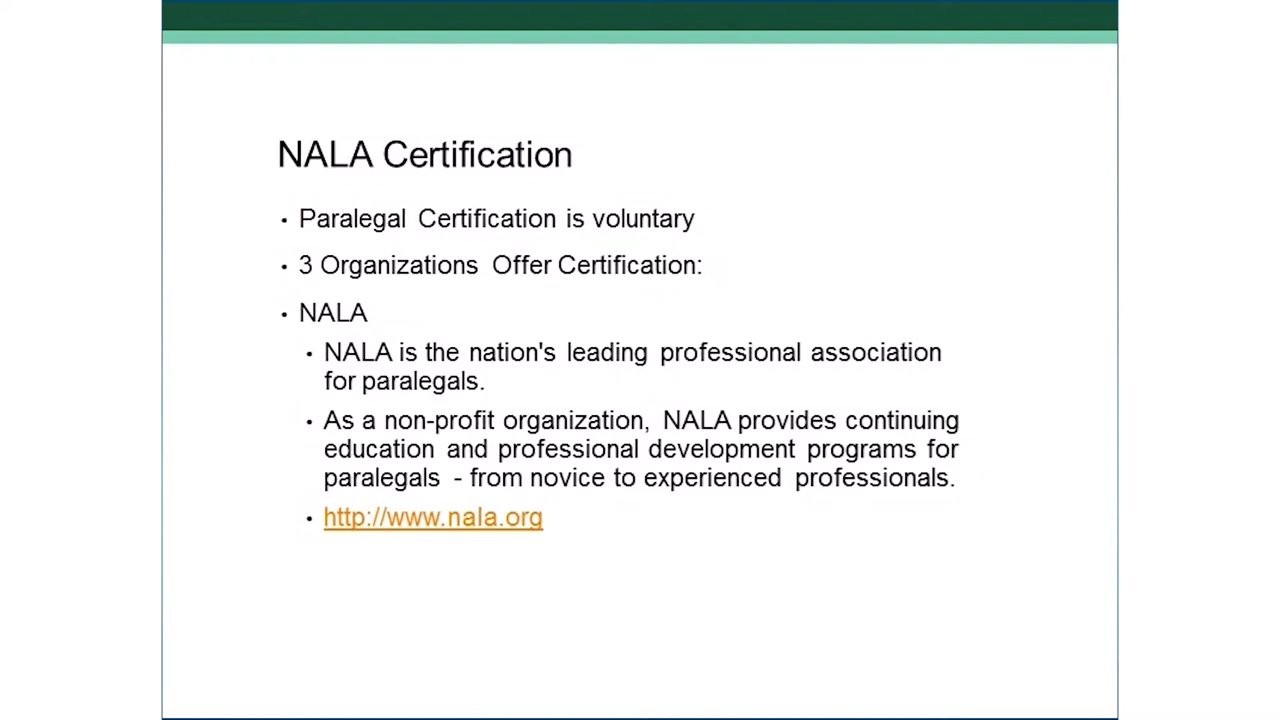 NALA Certification
• Paralegal Certification is voluntary
• 3 Organizations Offer Certification:
• NALA
• NALA is the nation's leading professional association
for paralegals.
• As a non-profit organization, NALA provides continuing
education and professional development programs for
paralegals - from novice to experienced professionals.
• http://www.nala.org